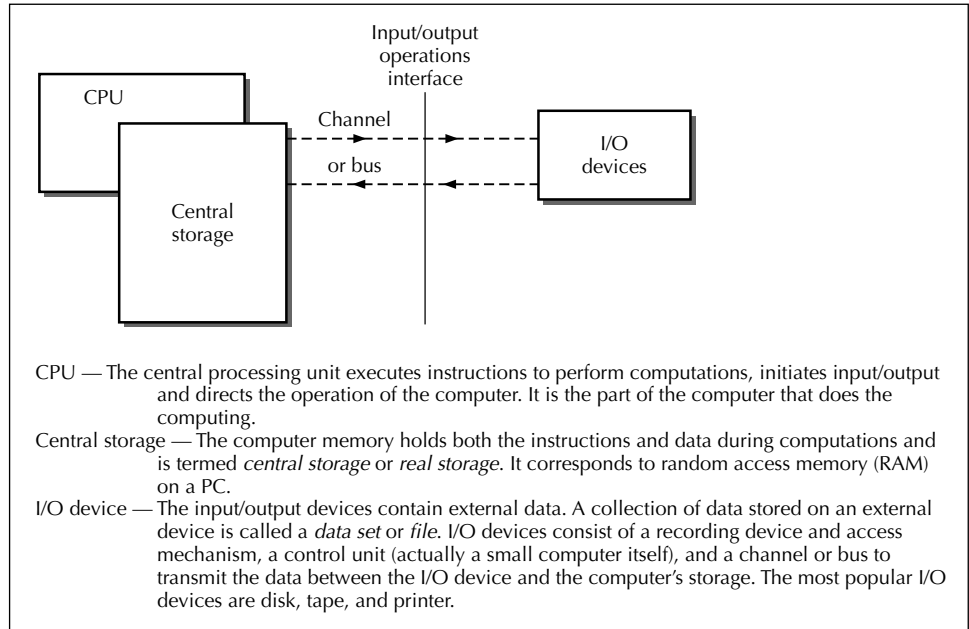 Input/output
operations
interface
CPU
Channel
or bus
I/O
devices
Central
storage
CPU — The central processing unit executes instructions to perform computations, initiates input/output
and directs the operation of the computer. It is the part of the computer that does the
computing.
Central storage — The computer memory holds both the instructions and data during computations and
is termed central storage or real storage. It corresponds to random access memory (RAM)
on a PC.
I/O device — The input/output devices contain external data. A collection of data stored on an external
device is called a data set or file. I/O devices consist of a recording device and access
mechanism, a control unit (actually a small computer itself), and a channel or bus to
transmit the data between the I/O device and the computer’s storage. The most popular I/O
devices are disk, tape, and printer.